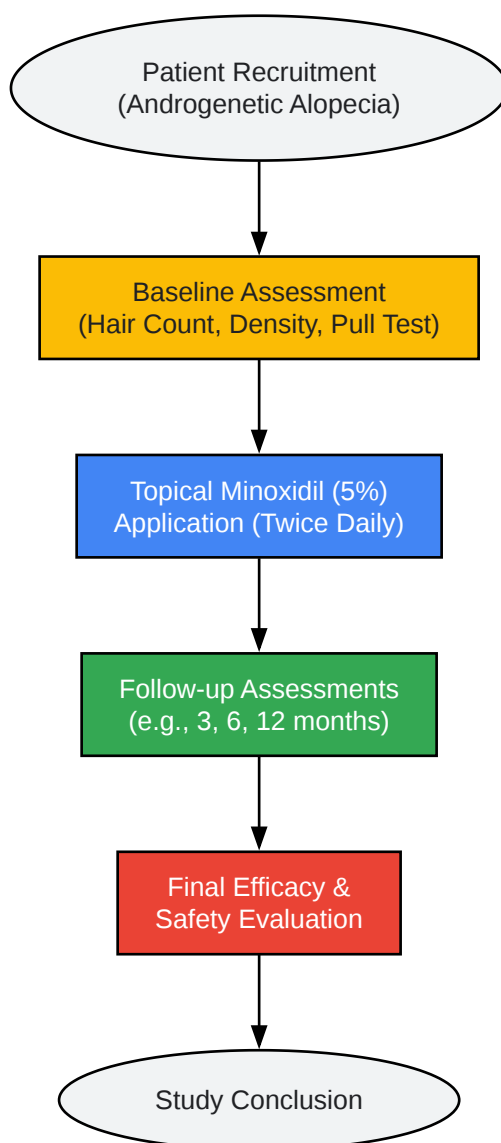 Patient Recruitment
(Androgenetic Alopecia)
Baseline Assessment
(Hair Count, Density, Pull Test)
Topical Minoxidil (5%)
Application (Twice Daily)
Follow-up Assessments
(e.g., 3, 6, 12 months)
Final Efficacy &
Safety Evaluation
Study Conclusion